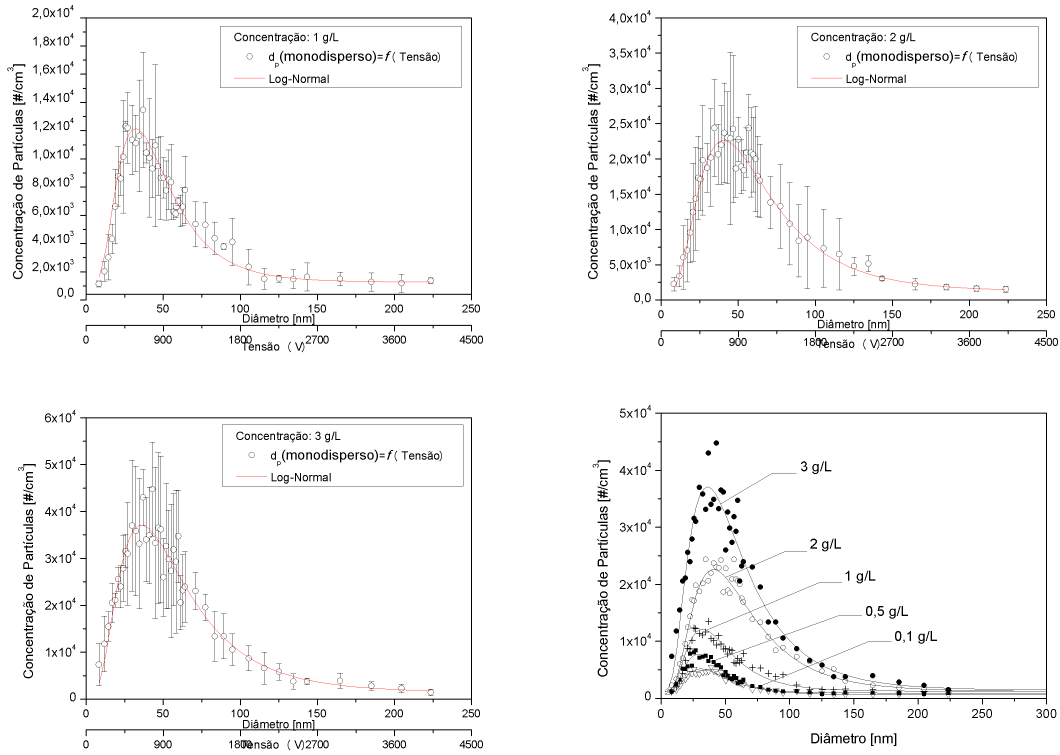 2,0x10⁴
1,8x10⁴
1,6x10⁴
1,4x10⁴
1,2x10⁴
1,0x10⁴
8,0x10³
6,0x10³
4,0x10³
2,0x10³
0,0
Concentração de Partículas [#/cm³]
Concentração: 1 g/L
dₚ(monodisperso)=f( Tensão)
Log-Normal
0 50 100 150 200 250
Diâmetro [nm]
0 900 1800 2700 3600 4500
Tensão ( V)
4,0x10⁴
3,5x10⁴
3,0x10⁴
2,5x10⁴
2,0x10⁴
1,5x10⁴
1,0x10⁴
5,0x10³
0,0
Concentração de Partículas [#/cm³]
Concentração: 2 g/L
dₚ(monodisperso)=f( Tensão)
Log-Normal
0 50 100 150 200 250
Diâmetro [nm]
0 900 1800 2700 3600 4500
Tensão ( V)
6x10⁴
5x10⁴
4x10⁴
3x10⁴
2x10⁴
1x10⁴
0
Concentração de Partículas [#/cm³]
Concentração: 3 g/L
dₚ(monodisperso)=f( Tensão)
Log-Normal
0 50 100 150 200 250
Diâmetro [nm]
0 900 1800 2700 3600 4500
Tensão ( V)
5x10⁴
4x10⁴
3x10⁴
2x10⁴
1x10⁴
0
Concentração de Partículas [#/cm³]
3 g/L
2 g/L
1 g/L
0,5 g/L
0,1 g/L
0 50 100 150 200 250 300
Diâmetro [nm]